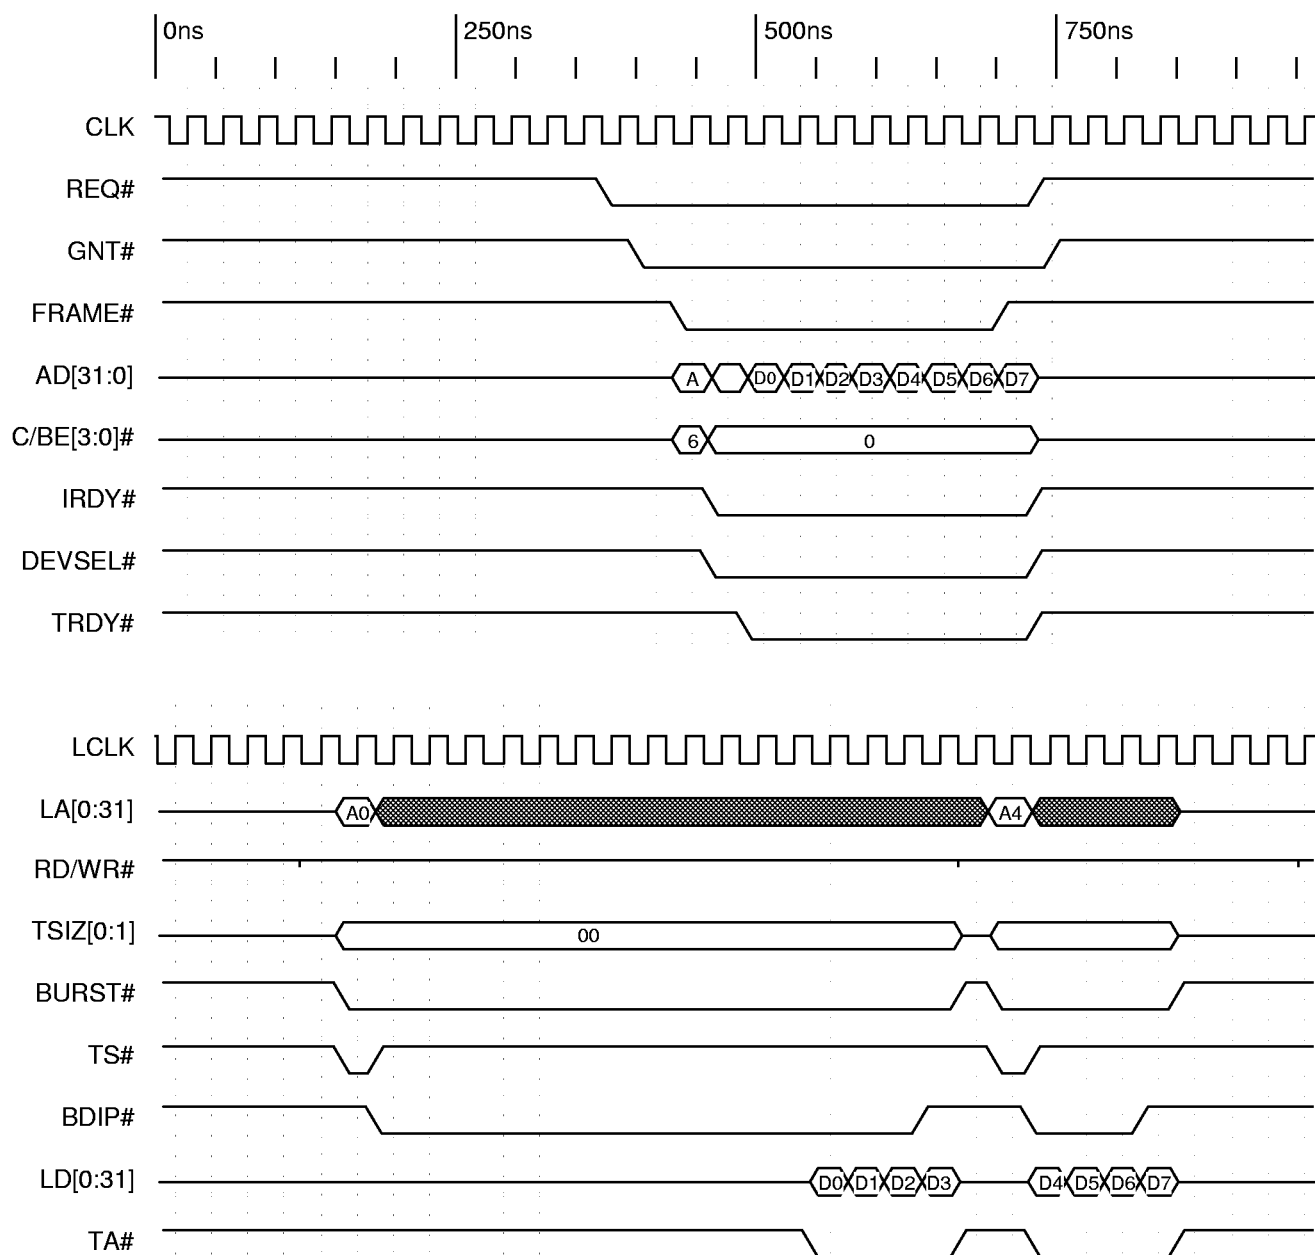 0ns 250ns 500ns 750ns
CLK
REQ#
GNT#
FRAME#
AD[31:0] A D0 D1 D2 D3 D4 D5 D6 D7
C/BE[3:0]# 6 0
IRDY#
DEVSEL#
TRDY#
LCLK
LA[0:31] A0 A4
RD/WR#
TSIZ[0:1] 00
BURST#
TS#
BDIP#
LD[0:31] D0 D1 D2 D3 D4 D5 D6 D7
TA#